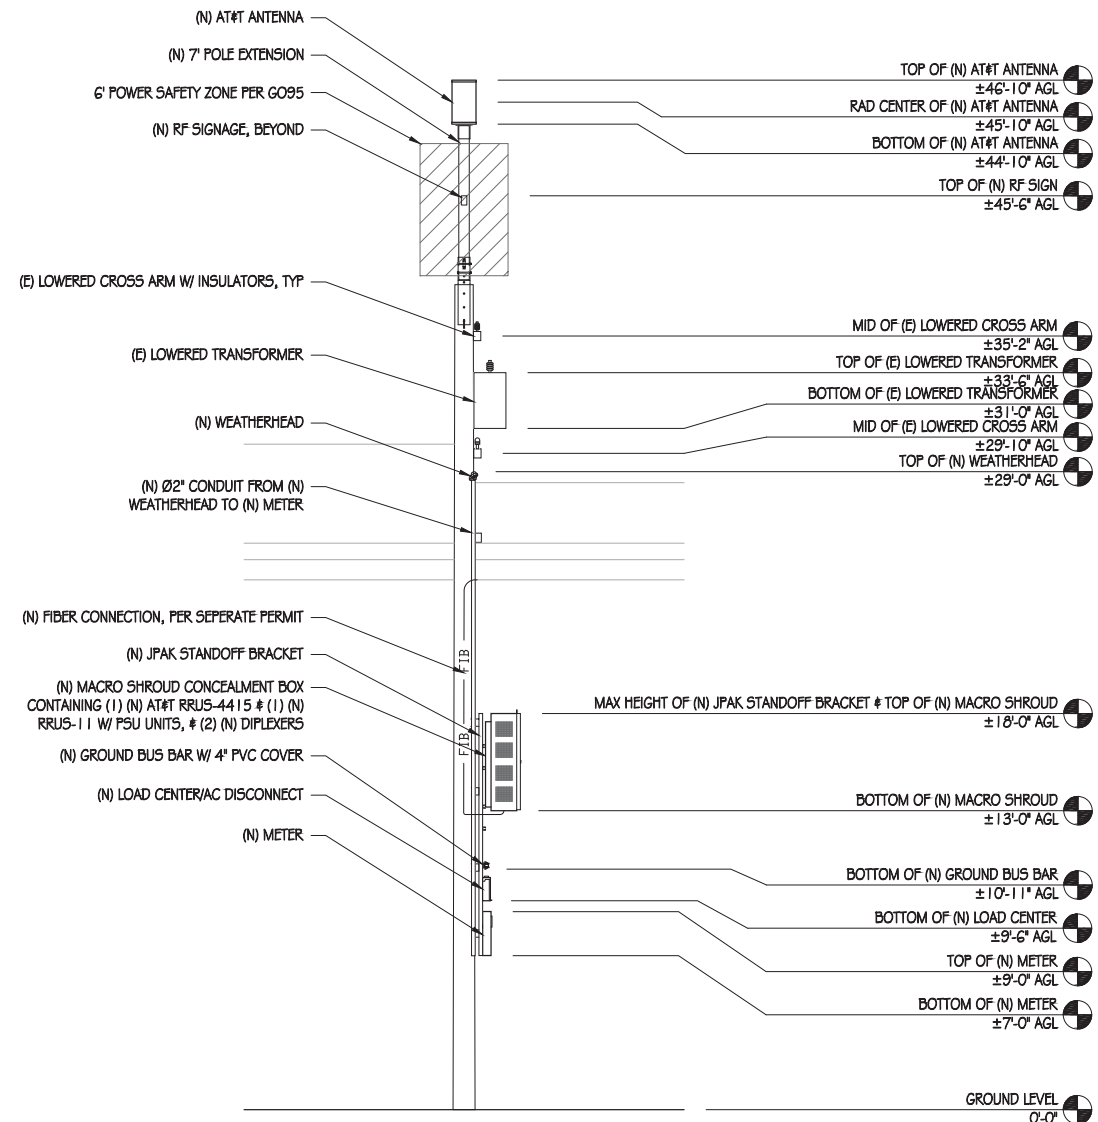 (N) AT&T ANTENNA
(N) 7' POLE EXTENSION
6' POWER SAFETY ZONE PER GO95
(N) RF SIGNAGE, BEYOND
(E) LOWERED CROSS ARM W/ INSULATORS, TYP
(E) LOWERED TRANSFORMER
(N) WEATHERHEAD
(N) Ø2" CONDUIT FROM (N)
WEATHERHEAD TO (N) METER
(N) FIBER CONNECTION, PER SEPERATE PERMIT
(N) JPAK STANDOFF BRACKET
(N) MACRO SHROUD CONCEALMENT BOX
CONTAINING (1) (N) AT&T RRUS-4415 & (1) (N)
RRUS-11 W/ PSU UNITS, & (2) (N) DIPLEXERS
(N) GROUND BUS BAR W/ 4" PVC COVER
(N) LOAD CENTER/AC DISCONNECT
(N) METER
FIB
FIB
TOP OF (N) AT&T ANTENNA
±46'-10" AGL
RAD CENTER OF (N) AT&T ANTENNA
±45'-10" AGL
BOTTOM OF (N) AT&T ANTENNA
±44'-10" AGL
TOP OF (N) RF SIGN
±45'-6" AGL
MID OF (E) LOWERED CROSS ARM
±35'-2" AGL
TOP OF (E) LOWERED TRANSFORMER
±33'-6" AGL
BOTTOM OF (E) LOWERED TRANSFORMER
±31'-0" AGL
MID OF (E) LOWERED CROSS ARM
±29'-10" AGL
TOP OF (N) WEATHERHEAD
±29'-0" AGL
MAX HEIGHT OF (N) JPAK STANDOFF BRACKET & TOP OF (N) MACRO SHROUD
±18'-0" AGL
BOTTOM OF (N) MACRO SHROUD
±13'-0" AGL
BOTTOM OF (N) GROUND BUS BAR
±10'-11" AGL
BOTTOM OF (N) LOAD CENTER
±9'-6" AGL
TOP OF (N) METER
±9'-0" AGL
BOTTOM OF (N) METER
±7'-0" AGL
GROUND LEVEL
0'-0"